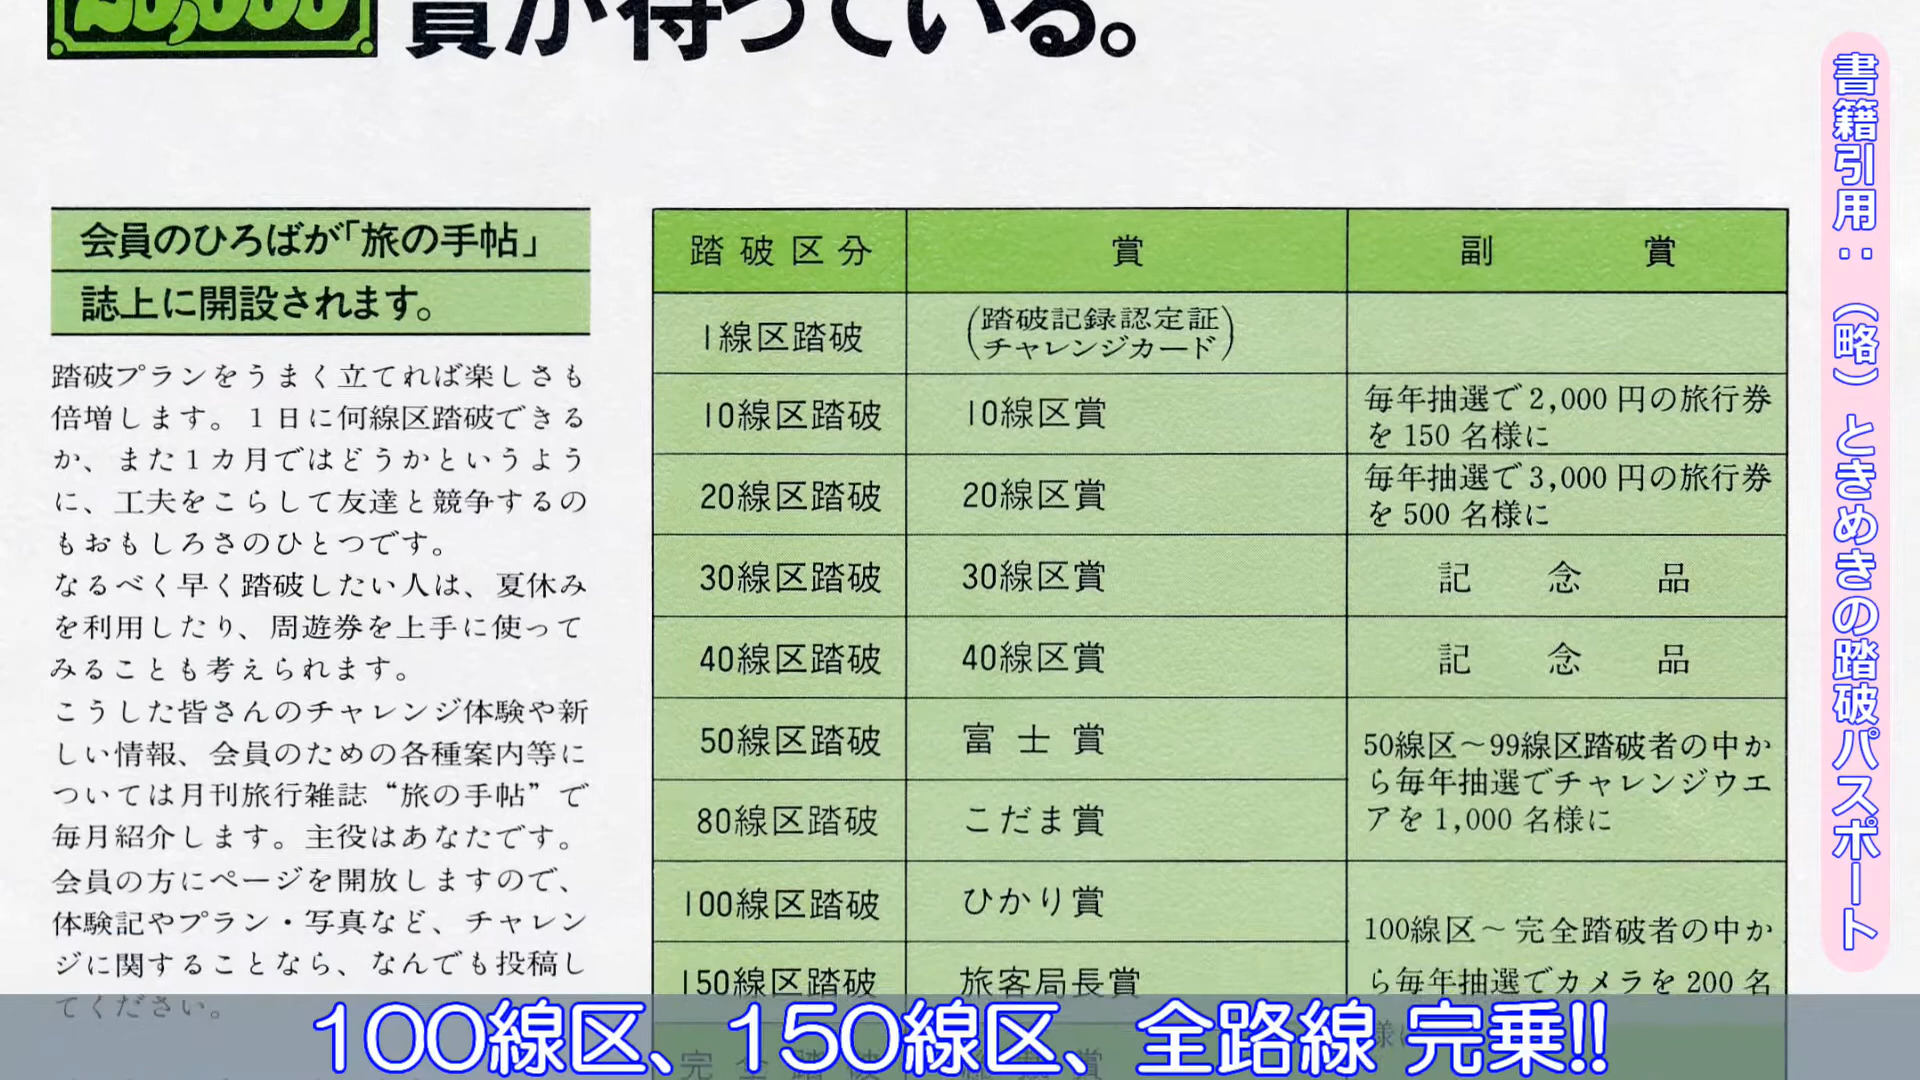 20,000
賞が待っている。
会員のひろばが「旅の手帖」
誌上に開設されます。
踏破プランをうまく立てれば楽しさも
倍増します。1日に何線区踏破できる
か、また1カ月ではどうかというよう
に、工夫をこらして友達と競争するの
もおもしろさのひとつです。
なるべく早く踏破したい人は、夏休み
を利用したり、周遊券を上手に使って
みることも考えられます。
こうした皆さんのチャレンジ体験や新
しい情報、会員のための各種案内等に
ついては月刊旅行雑誌“旅の手帖”で
毎月紹介します。主役はあなたです。
会員の方にページを開放しますので、
体験記やプラン・写真など、チャレン
ジに関することなら、なんでも投稿し
てください。
踏破区分 賞 副賞
1線区踏破 (踏破記録認定証
チャレンジカード)
10線区踏破 10線区賞 毎年抽選で2,000円の旅行券
を150名様に
20線区踏破 20線区賞 毎年抽選で3,000円の旅行券
を500名様に
30線区踏破 30線区賞 記念品
40線区踏破 40線区賞 記念品
50線区踏破 富士賞
80線区踏破 こだま賞
50線区~99線区踏破者の中か
ら毎年抽選でチャレンジウエ
アを1,000名様に
100線区踏破 ひかり賞
150線区踏破 旅客局長賞
完全踏破
100線区~完全踏破者の中か
ら毎年抽選でカメラを200名
様に
書籍引用:(略)ときめきの踏破パスポート
100線区、150線区、全路線 完乗!!